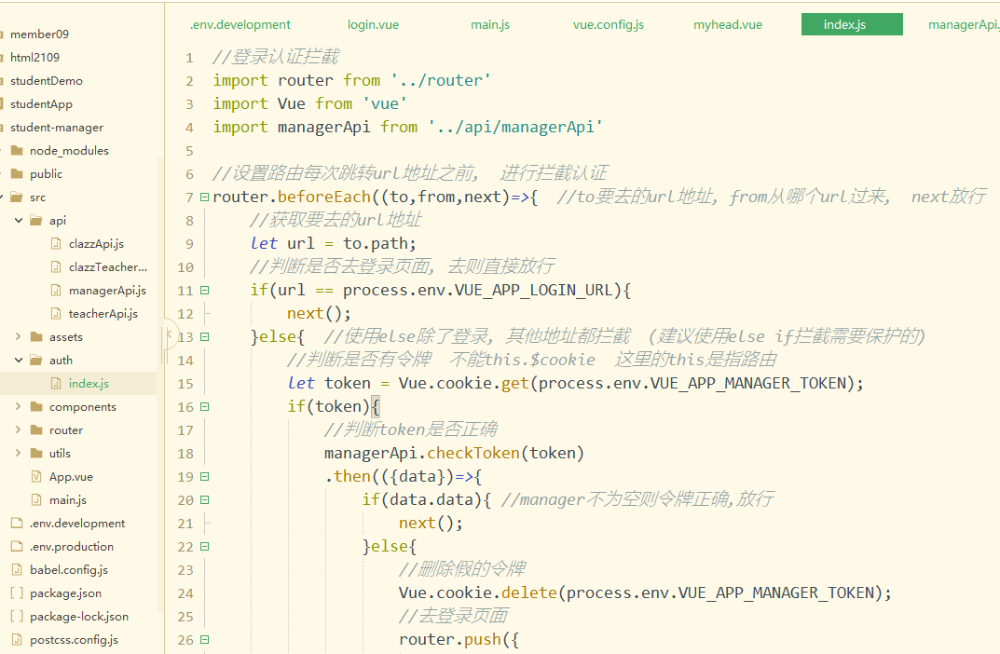 .env.development login.vue main.js vue.config.js myhead.vue index.js managerApi.
member09
html2109
studentDemo
studentApp
student-manager
node_modules
public
src
api
clazzApi.js
clazzTeacher...
managerApi.js
teacherApi.js
assets
auth
index.js
components
router
utils
App.vue
main.js
.env.development
.env.production
babel.config.js
package.json
package-lock.json
postcss.config.js
1 //登录认证拦截
2 import router from '../router'
3 import Vue from 'vue'
4 import managerApi from '../api/managerApi'
5
6 //设置路由每次跳转url地址之前, 进行拦截认证
7 router.beforeEach((to,from,next)=>{ //to要去的url地址, from从哪个url过来, next放行
8 //获取要去的url地址
9 let url = to.path;
10 //判断是否去登录页面, 去则直接放行
11 if(url == process.env.VUE_APP_LOGIN_URL){
12 next();
13 }else{ //使用else除了登录, 其他地址都拦截 (建议使用else if拦截需要保护的)
14 //判断是否有令牌 不能this.$cookie 这里的this是指路由
15 let token = Vue.cookie.get(process.env.VUE_APP_MANAGER_TOKEN);
16 if(token){
17 //判断token是否正确
18 managerApi.checkToken(token)
19 .then(({data})=>{
20 if(data.data){ //manager不为空则令牌正确,放行
21 next();
22 }else{
23 //删除假的令牌
24 Vue.cookie.delete(process.env.VUE_APP_MANAGER_TOKEN);
25 //去登录页面
26 router.push({